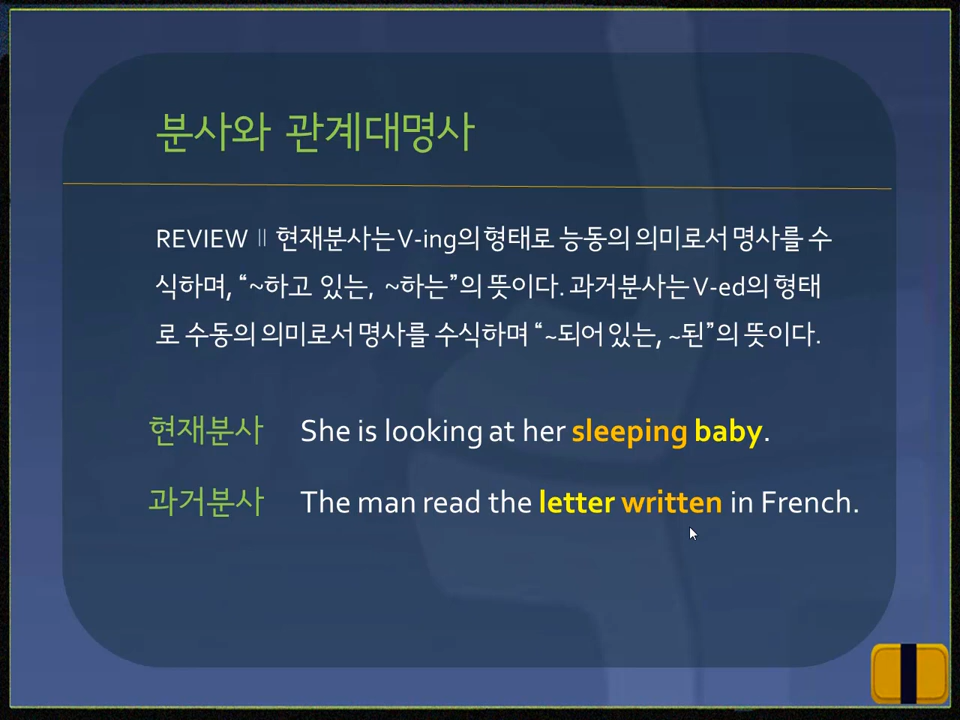 분사와 관계대명사
REVIEW || 현재분사는 V-ing의 형태로 능동의 의미로서 명사를 수
식하며, “~하고 있는, ~하는”의 뜻이다. 과거분사는 V-ed의 형태
로 수동의 의미로서 명사를 수식하며 “~되어 있는, ~된”의 뜻이다.
현재분사 She is looking at her sleeping baby.
과거분사 The man read the letter written in French.